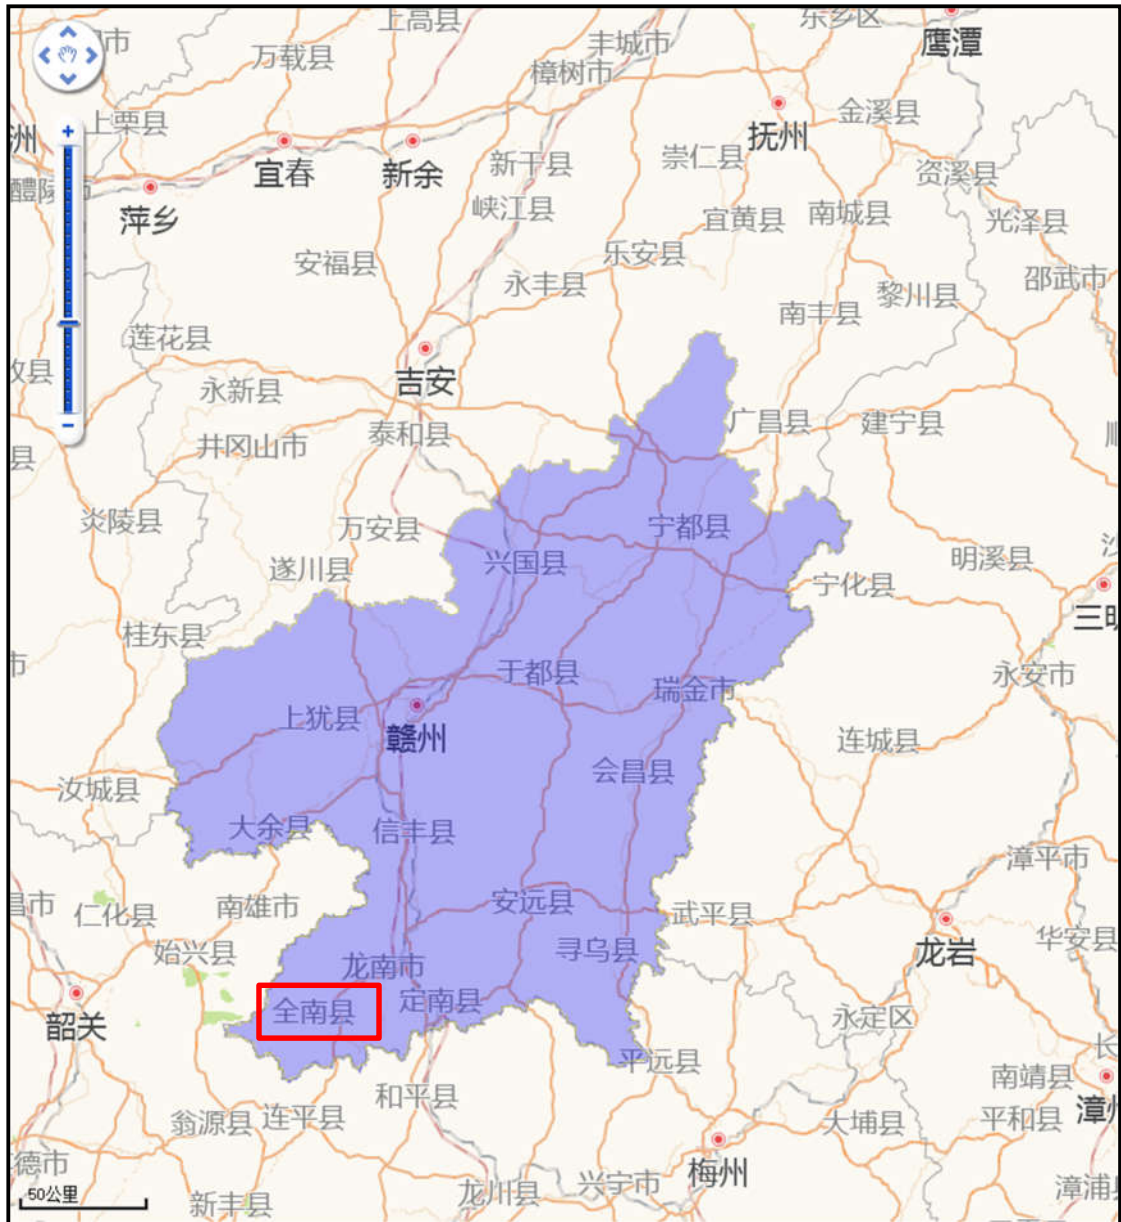 上高县
东乡区
鹰潭
丰城市
万载县
樟树市
上栗县
抚州
金溪县
宜春
新余
新干县
崇仁县
资溪县
萍乡
峡江县
宜黄县
南城县
光泽县
安福县
乐安县
永丰县
邵武市
黎川县
南丰县
莲花县
吉安
永新县
广昌县
建宁县
泰和县
井冈山市
炎陵县
万安县
宁都县
兴国县
明溪县
遂川县
宁化县
桂东县
于都县
永安市
瑞金市
上犹县
赣州
连城县
会昌县
汝城县
大余县
信丰县
漳平市
安远县
南雄市
仁化县
武平县
华安县
寻乌县
始兴县
龙岩
龙南市
定南县
全南县
韶关
永定区
平远县
南靖县
和平县
翁源县
连平县
大埔县
平和县
梅州
兴宁市
龙川县
新丰县
50公里